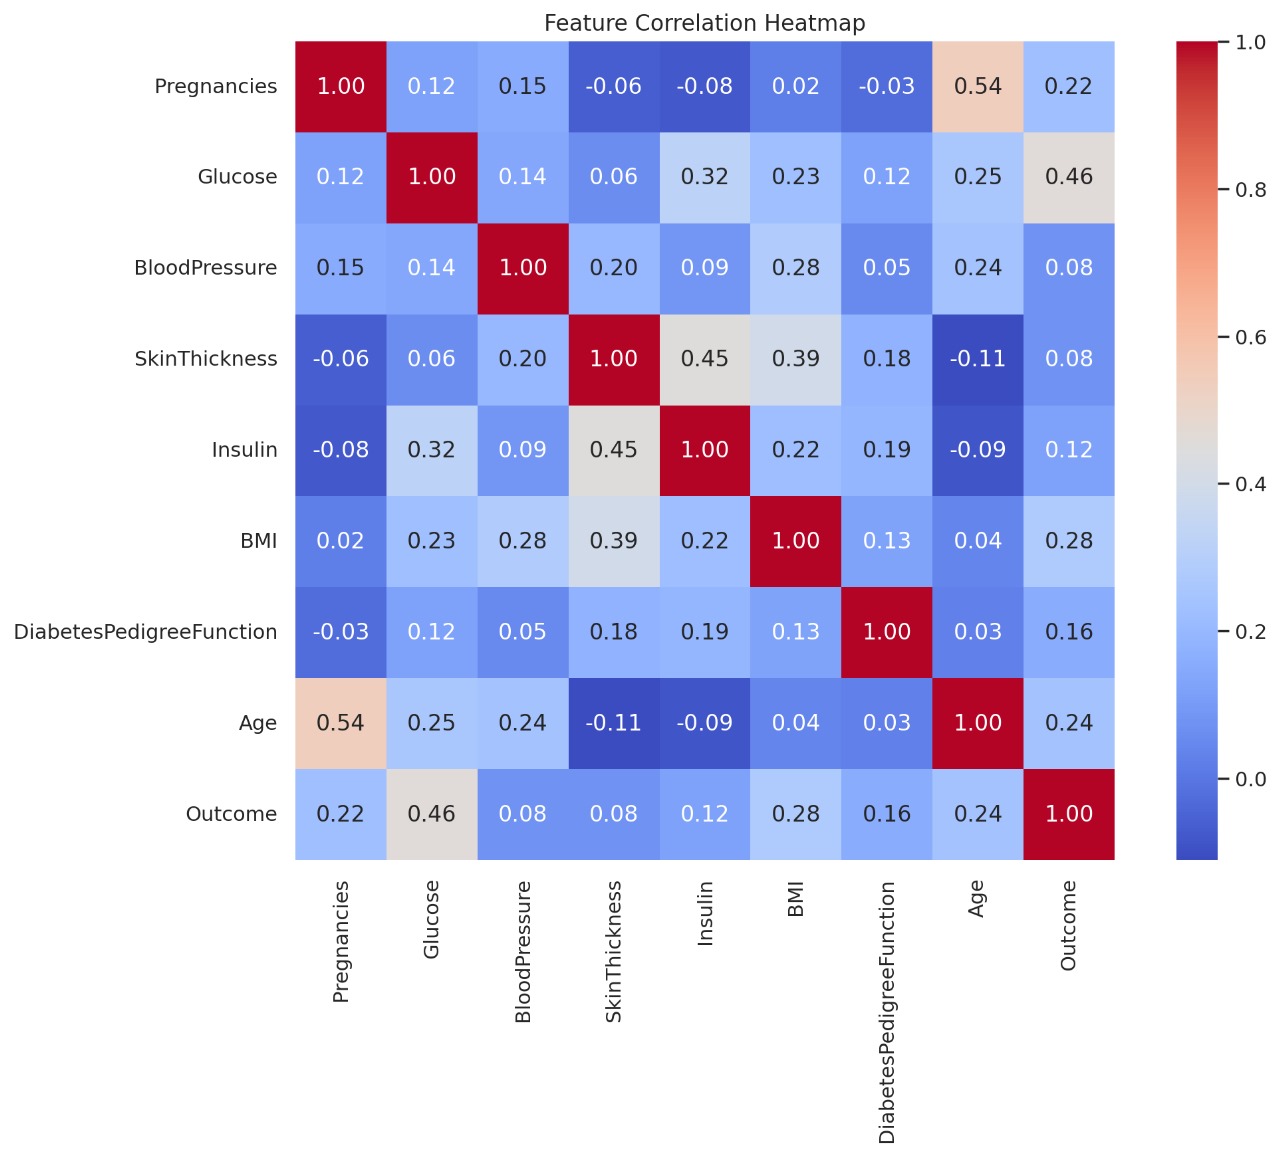 Feature Correlation Heatmap
Pregnancies 1.00 0.12 0.15 -0.06 -0.08 0.02 -0.03 0.54 0.22
Glucose 0.12 1.00 0.14 0.06 0.32 0.23 0.12 0.25 0.46
BloodPressure 0.15 0.14 1.00 0.20 0.09 0.28 0.05 0.24 0.08
SkinThickness -0.06 0.06 0.20 1.00 0.45 0.39 0.18 -0.11 0.08
Insulin -0.08 0.32 0.09 0.45 1.00 0.22 0.19 -0.09 0.12
BMI 0.02 0.23 0.28 0.39 0.22 1.00 0.13 0.04 0.28
DiabetesPedigreeFunction -0.03 0.12 0.05 0.18 0.19 0.13 1.00 0.03 0.16
Age 0.54 0.25 0.24 -0.11 -0.09 0.04 0.03 1.00 0.24
Outcome 0.22 0.46 0.08 0.08 0.12 0.28 0.16 0.24 1.00
Pregnancies
Glucose
BloodPressure
SkinThickness
Insulin
BMI
DiabetesPedigreeFunction
Age
Outcome
1.0
0.8
0.6
0.4
0.2
0.0